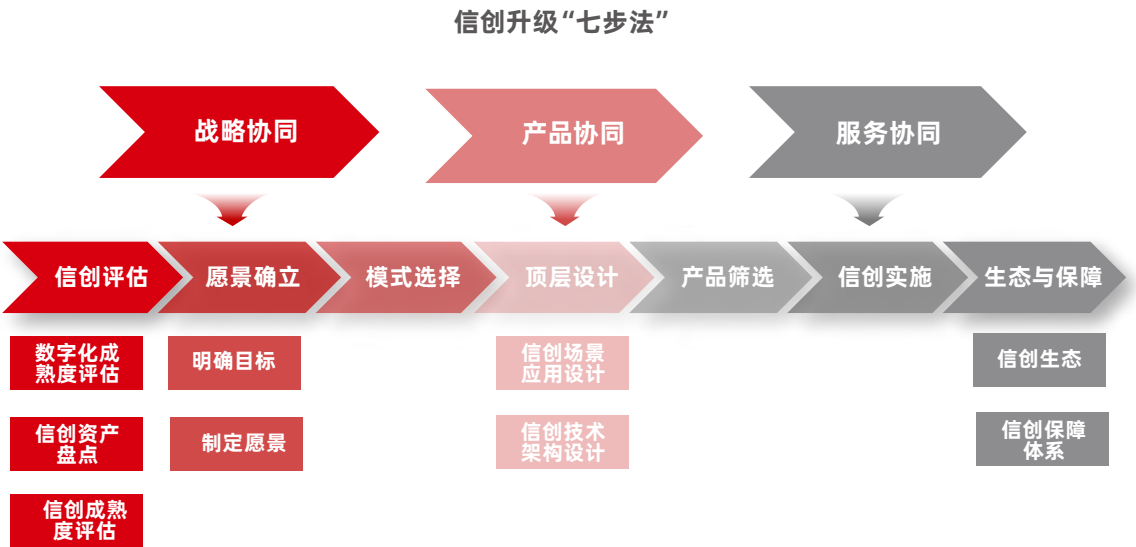 信创升级“七步法”
战略协同
产品协同
服务协同
信创评估
愿景确立
模式选择
顶层设计
产品筛选
信创实施
生态与保障
数字化成
熟度评估
明确目标
信创场景
应用设计
信创生态
信创资产
盘点
制定愿景
信创技术
架构设计
信创保障
体系
信创成熟
度评估